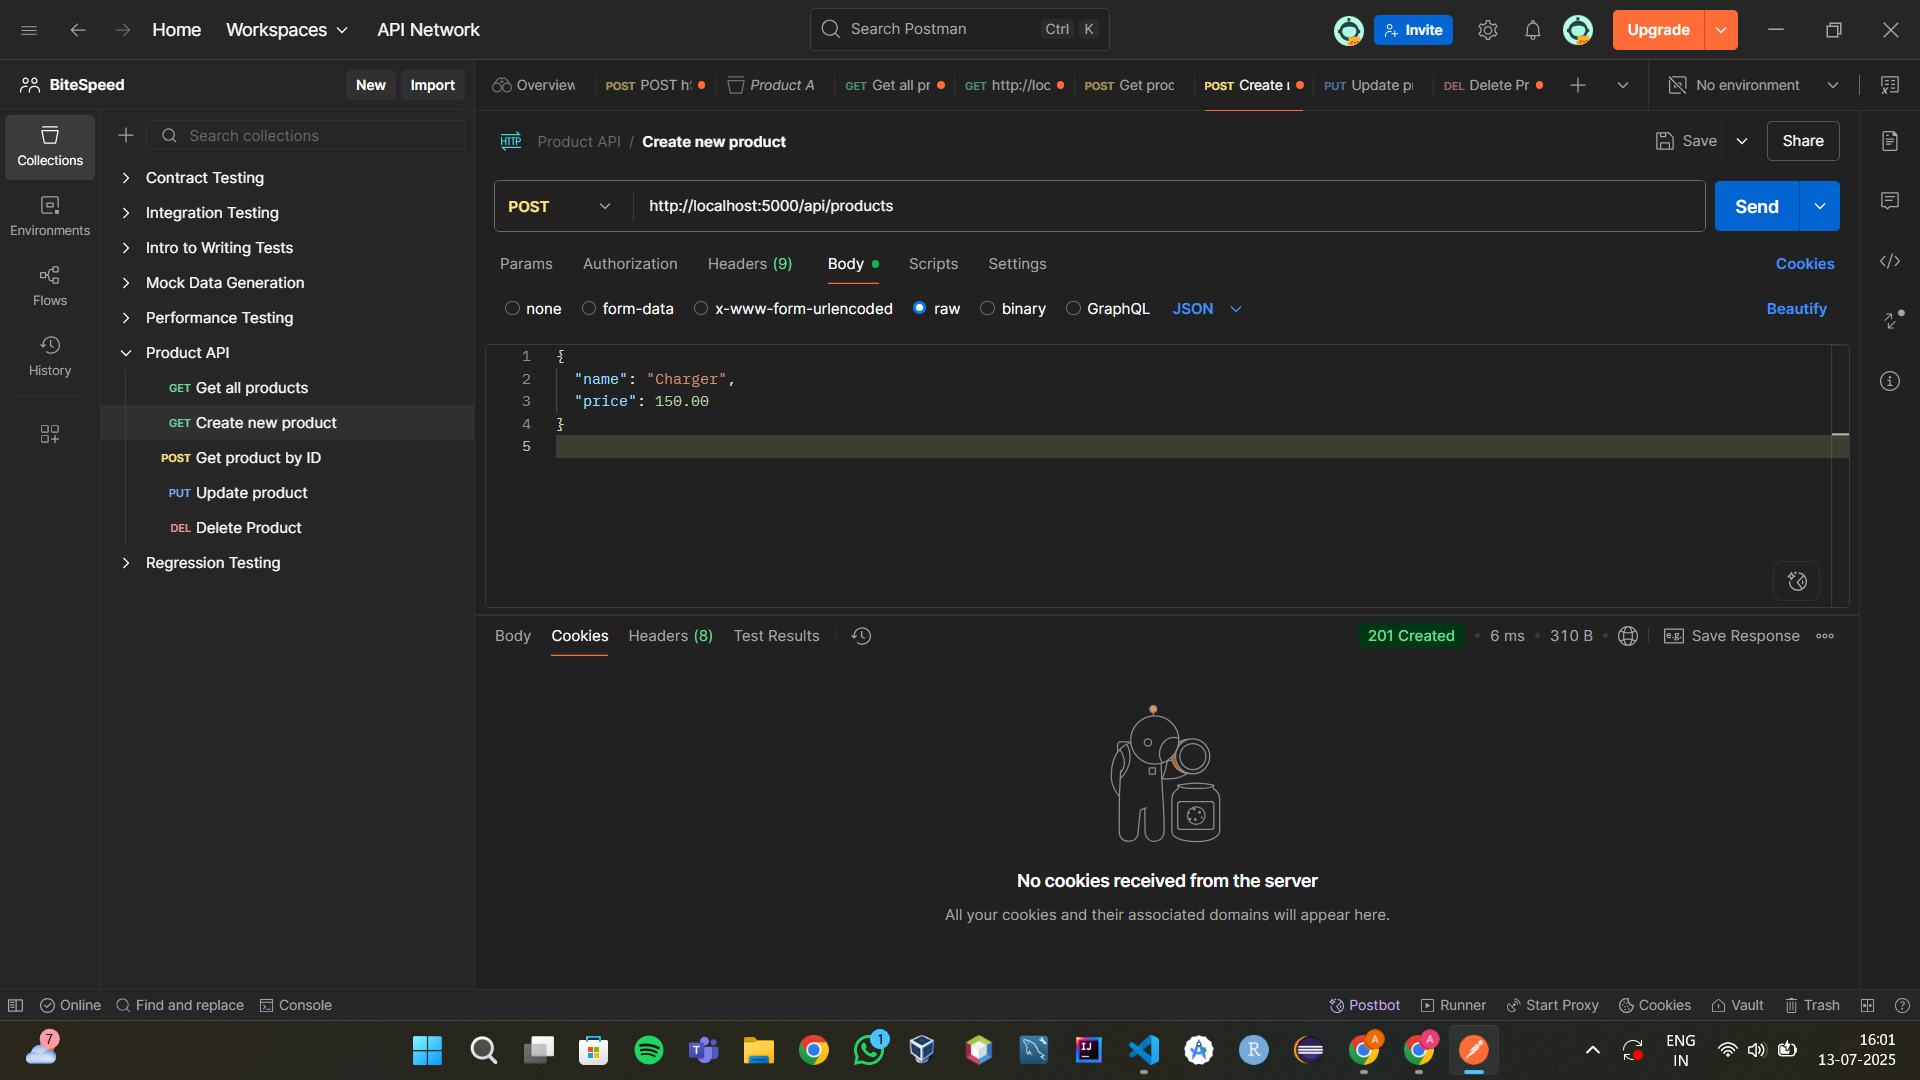 Home Workspaces API Network
Search Postman Ctrl K
Invite
Upgrade
BiteSpeed New Import
Overview
POST POST h
Product A
GET Get all pr
GET http://loc
POST Get proc
POST Create
PUT Update p
DEL Delete Pr
No environment
Collections
Environments
Flows
History
Search collections
Contract Testing
Integration Testing
Intro to Writing Tests
Mock Data Generation
Performance Testing
Product API
GET Get all products
GET Create new product
POST Get product by ID
PUT Update product
DEL Delete Product
Regression Testing
HTTP Product API / Create new product
Save Share
POST http://localhost:5000/api/products Send
Params Authorization Headers (9) Body Scripts Settings Cookies
none form-data x-www-form-urlencoded raw binary GraphQL JSON Beautify
1 {
2 "name": "Charger",
3 "price": 150.00
4 }
5
Body Cookies Headers (8) Test Results
201 Created • 6 ms • 310 B • e.g. Save Response
No cookies received from the server
All your cookies and their associated domains will appear here.
Online Find and replace Console
Postbot Runner Start Proxy Cookies Vault Trash
7
1
A
A
ENG
IN
16:01
13-07-2025